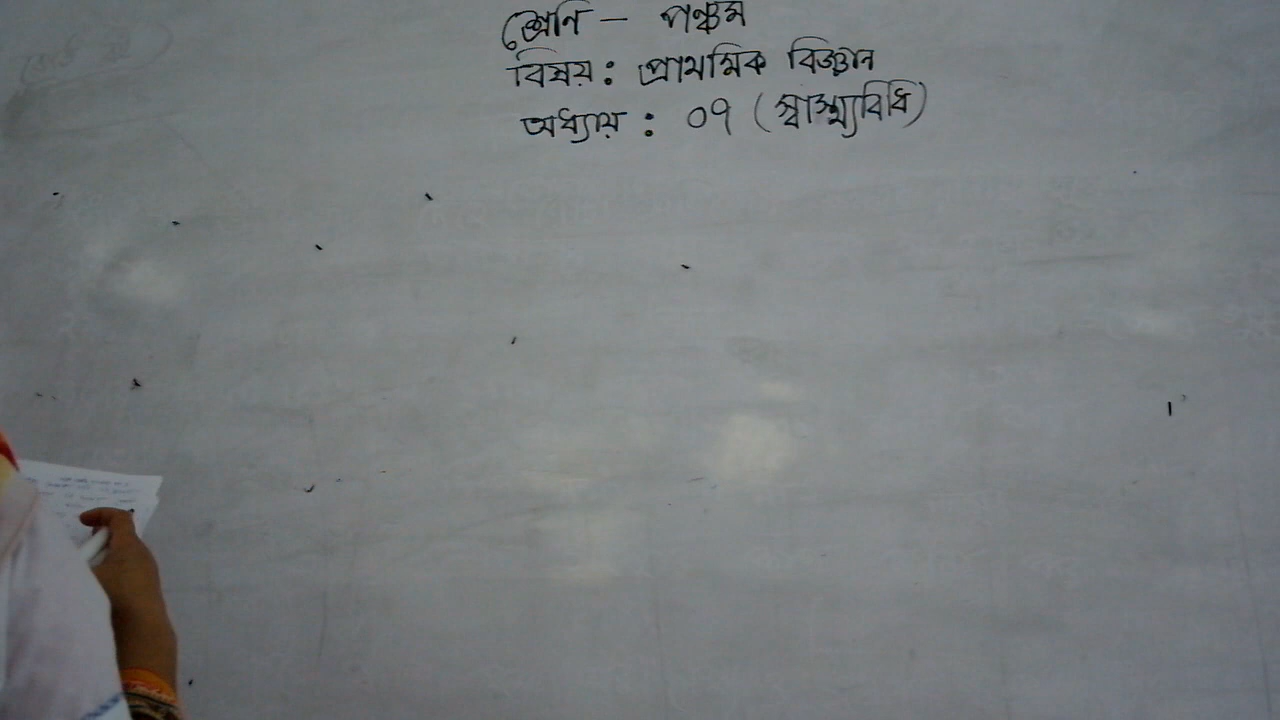 শ্রেনি - পঞ্চম
বিষয় : প্রাথমিক বিজ্ঞান
অধ্যায় : ০৭ (স্বাস্থ্যবিধি)